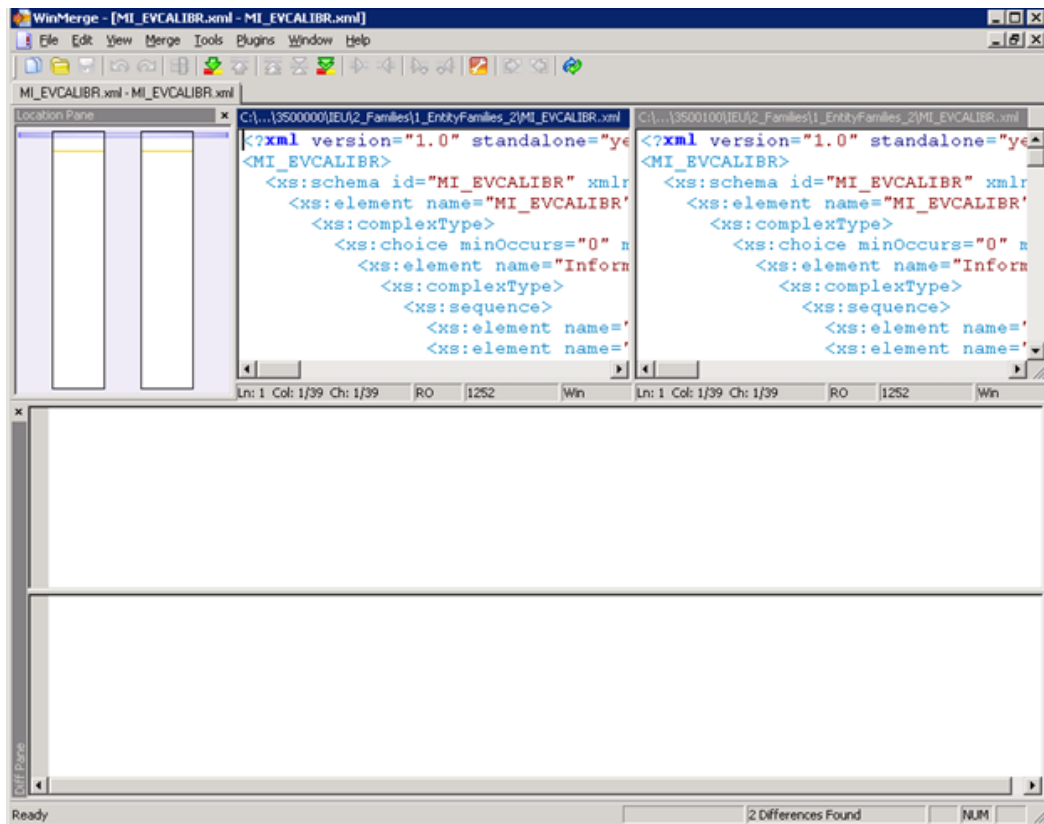 WinMerge - [MI_EVCALIBR.xml - MI_EVCALIBR.xml]
File Edit View Merge Tools Plugins Window Help
MI_EVCALIBR.xml - MI_EVCALIBR.xml
Location Pane
C:\...\3500000\IEU\2_Families\1_EntityFamilies_2\MI_EVCALIBR.xml
<?xml version="1.0" standalone="ye
<MI_EVCALIBR>
<xs:schema id="MI_EVCALIBR" xmln
<xs:element name="MI_EVCALIBR"
<xs:complexType>
<xs:choice minOccurs="0" m
<xs:element name="Inform
<xs:complexType>
<xs:sequence>
<xs:element name="
<xs:element name="
Ln: 1 Col: 1/39 Ch: 1/39 RO 1252 Win
C:\...\3500100\IEU\2_Families\1_EntityFamilies_2\MI_EVCALIBR.xml
<?xml version="1.0" standalone="ye
<MI_EVCALIBR>
<xs:schema id="MI_EVCALIBR" xmln
<xs:element name="MI_EVCALIBR"
<xs:complexType>
<xs:choice minOccurs="0" m
<xs:element name="Inform
<xs:complexType>
<xs:sequence>
<xs:element name="
<xs:element name="
Ln: 1 Col: 1/39 Ch: 1/39 RO 1252 Win
Diff Pane
Ready 2 Differences Found NUM